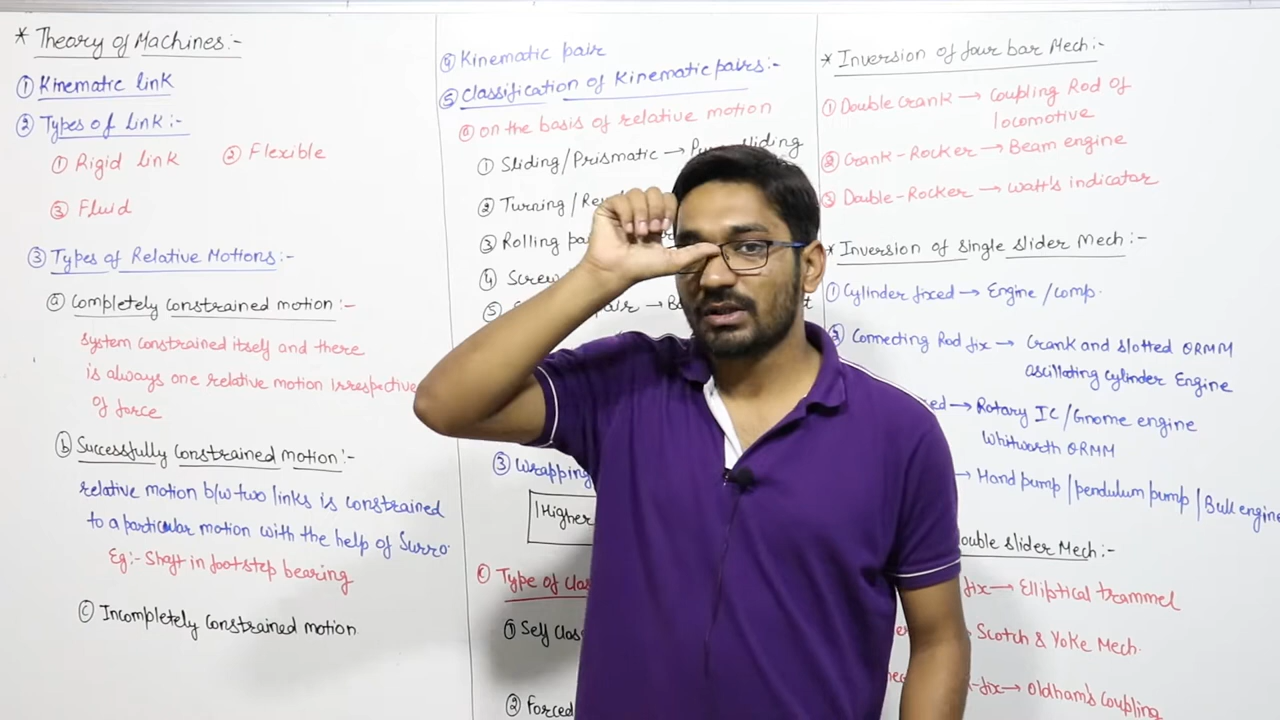 * Theory of Machines:-
① Kinematic link
② Types of link:-
① Rigid link ② Flexible
③ Fluid
③ Types of Relative Motions:-
ⓐ Completely constrained motion:-
System constrained itself and there
is always one relative motion irrespective
of force
ⓑ Successfully constrained motion:-
relative motion b/w two links is constrained
to a particular motion with the help of Surro.
Eg:- Shaft in footstep bearing
ⓒ Incompletely constrained motion
④ Kinematic pair
⑤ Classification of Kinematic pairs:-
ⓐ on the basis of relative motion
① Sliding/Prismatic → sliding
② Turning/
③ Rolling
④ Screw
⑤
③ Wrapping
Higher
ⓒ Type of
① Self
② Forced
* Inversion of four bar Mech:-
① Double crank → Coupling Rod of
locomotive
② Crank-Rocker → Beam engine
③ Double-Rocker → Watt's indicator
* Inversion of single slider Mech:-
① Cylinder fixed → Engine/comp.
② Connecting Rod fix → Crank and slotted QRMM
oscillating cylinder Engine
→ Rotary IC/Gnome engine
Whitworth QRMM
→ Hand pump/pendulum pump/Bull engine
slider Mech:-
fix → Elliptical trammel
Scotch & Yoke Mech.
fix → Oldham's coupling